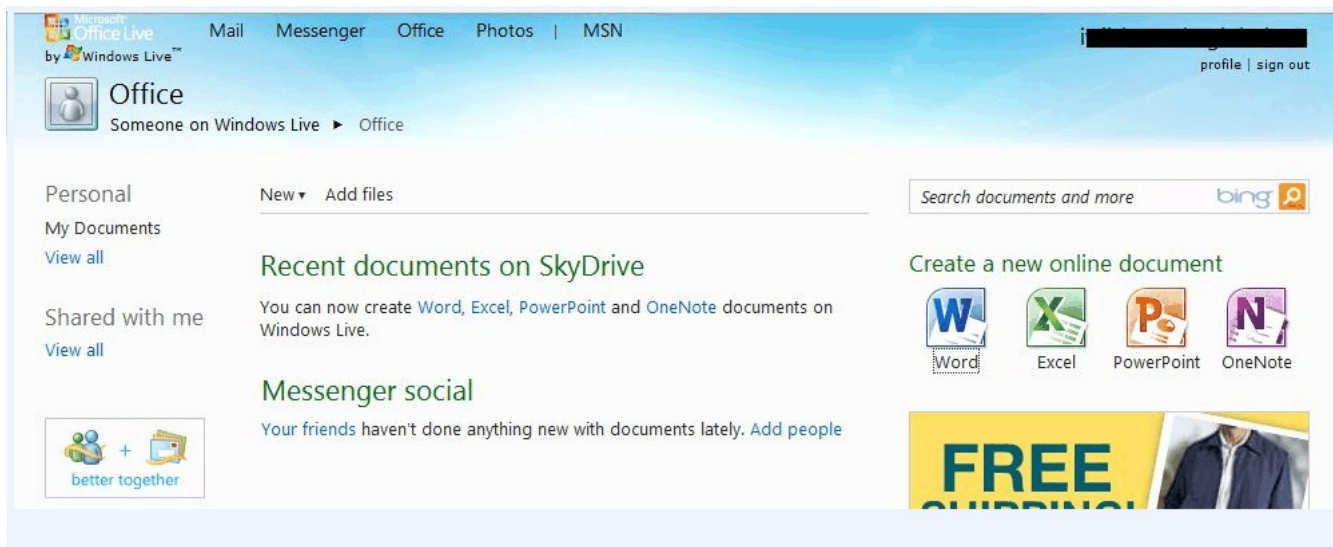 Microsoft®
Office Live
by Windows Live™
Mail Messenger Office Photos | MSN
profile | sign out
Office
Someone on Windows Live ► Office
Personal
My Documents
View all
Shared with me
View all
+
better together
New ▾ Add files
Recent documents on SkyDrive
You can now create Word, Excel, PowerPoint and OneNote documents on
Windows Live.
Messenger social
Your friends haven't done anything new with documents lately. Add people
Search documents and more bing
Create a new online document
Word Excel PowerPoint OneNote
FREE
SHIPPING!